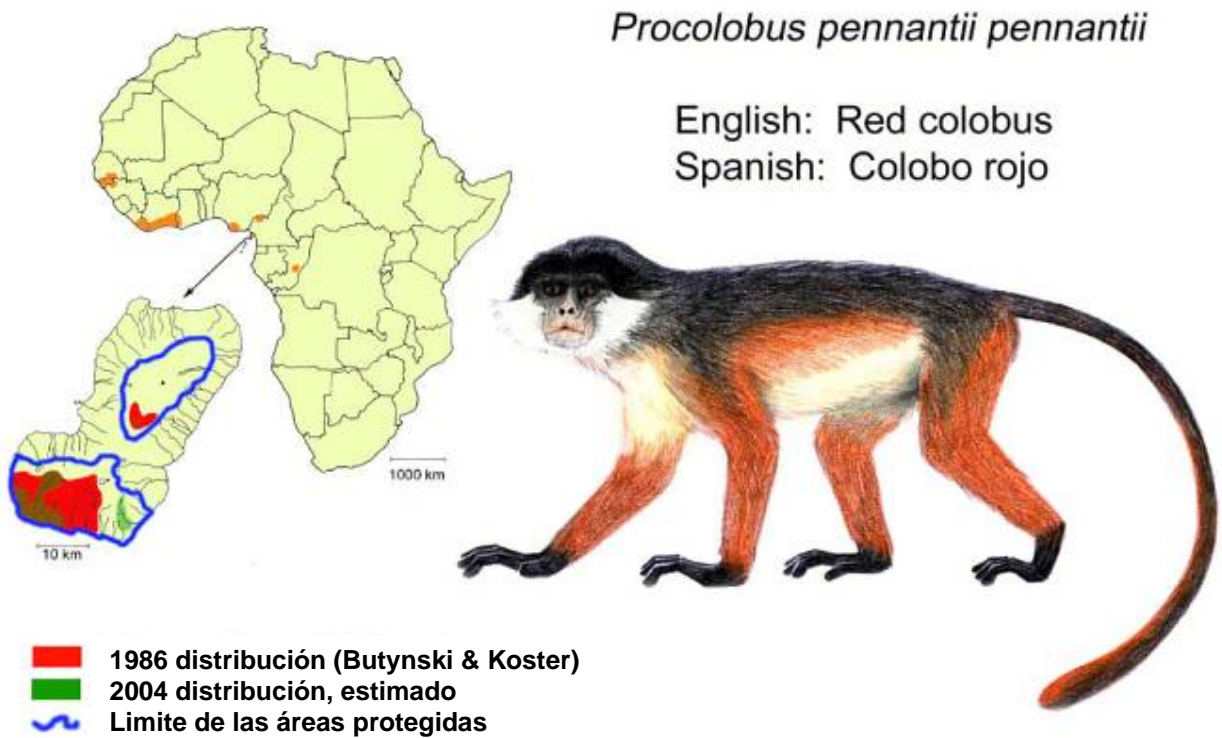 Procolobus pennantii pennantii
English: Red colobus
Spanish: Colobo rojo
1000 km
10 km
1986 distribución (Butynski & Koster)
2004 distribución, estimado
Limite de las áreas protegidas